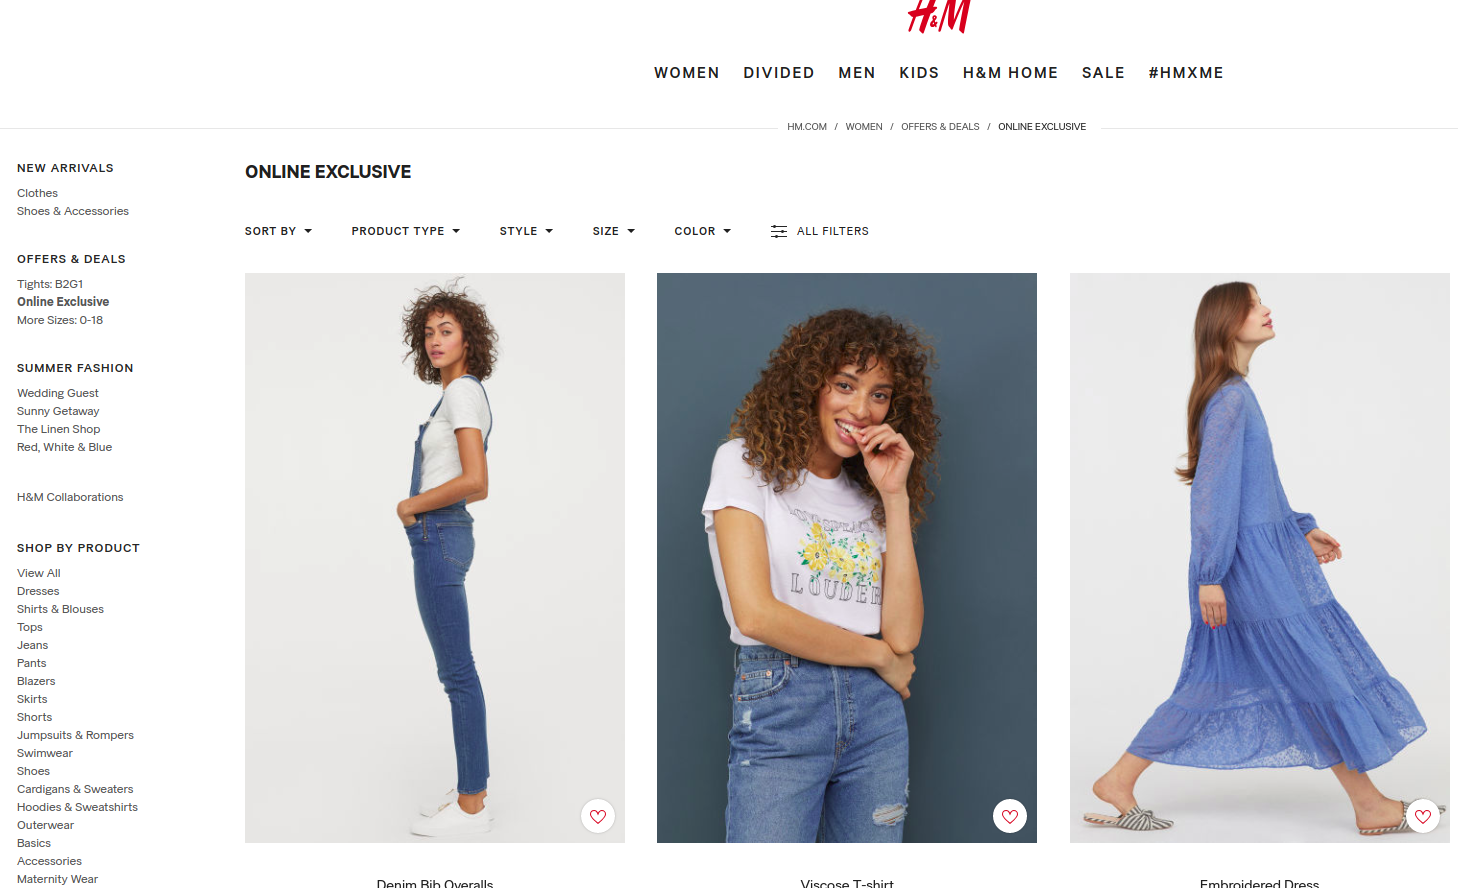 H&M
WOMEN DIVIDED MEN KIDS H&M HOME SALE #HMXME
HM.COM / WOMEN / OFFERS & DEALS / ONLINE EXCLUSIVE
NEW ARRIVALS
Clothes
Shoes & Accessories
OFFERS & DEALS
Tights: B2G1
Online Exclusive
More Sizes: 0-18
SUMMER FASHION
Wedding Guest
Sunny Getaway
The Linen Shop
Red, White & Blue
H&M Collaborations
SHOP BY PRODUCT
View All
Dresses
Shirts & Blouses
Tops
Jeans
Pants
Blazers
Skirts
Shorts
Jumpsuits & Rompers
Swimwear
Shoes
Cardigans & Sweaters
Hoodies & Sweatshirts
Outerwear
Basics
Accessories
Maternity Wear
ONLINE EXCLUSIVE
SORT BY PRODUCT TYPE STYLE SIZE COLOR ALL FILTERS
LOUDER
Denim Bib Overalls Viscose T-shirt Embroidered Dress